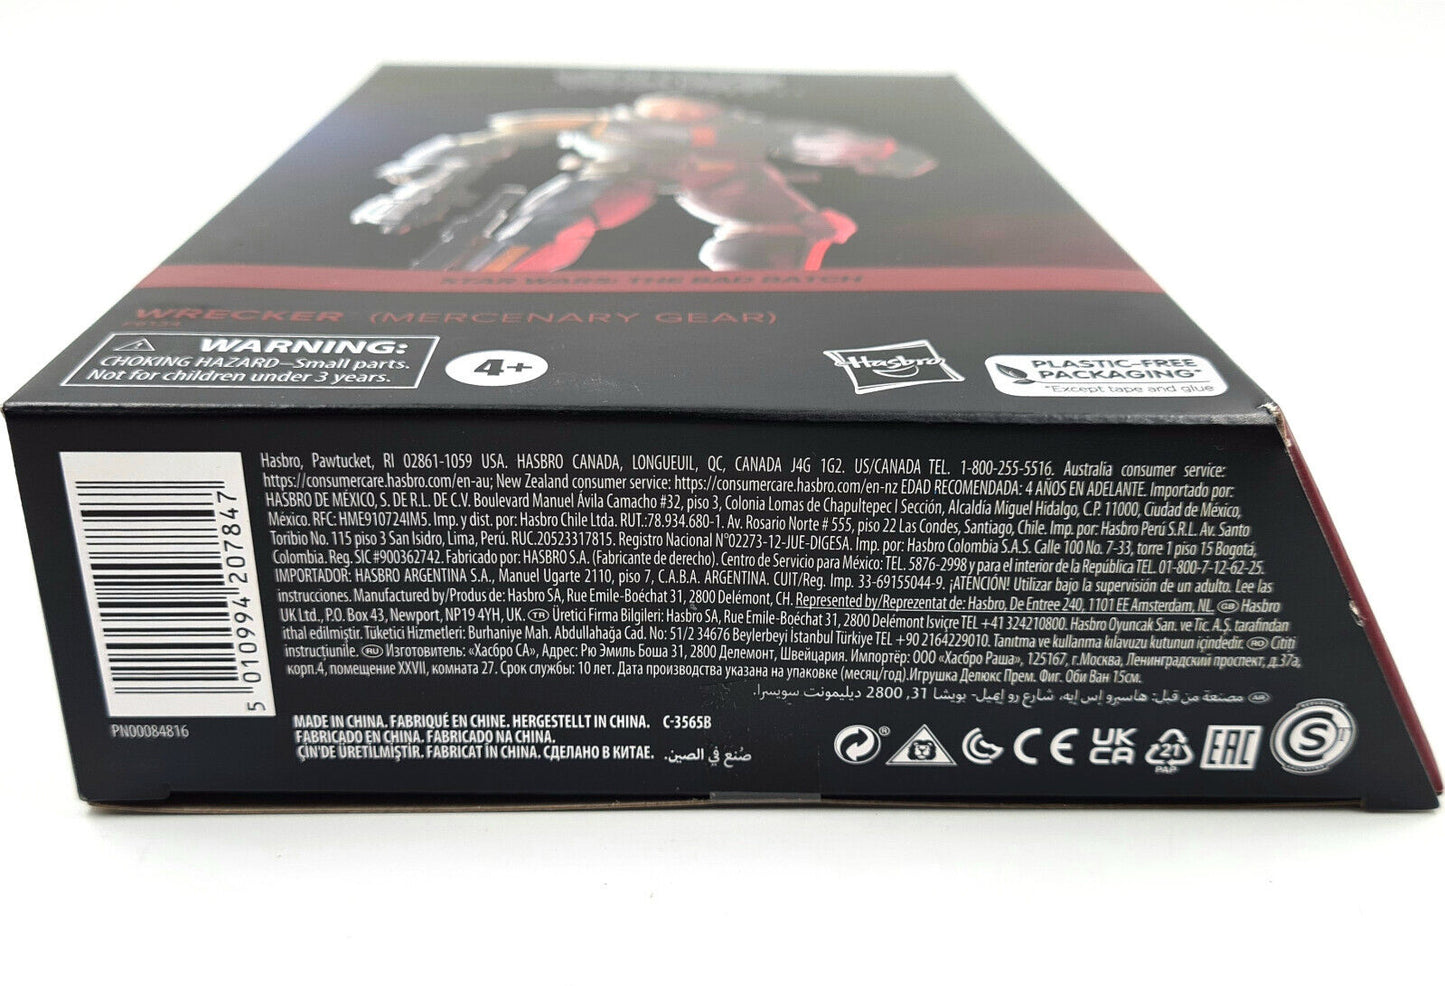 STAR WARS: THE BAD BATCH
WRECKER (MERCENARY GEAR)
WARNING:
CHOKING HAZARD–Small parts.
Not for children under 3 years.
4+
Hasbro
PLASTIC-FREE
PACKAGING*
*Except tape and glue
Hasbro, Pawtucket, RI 02861-1059 USA. HASBRO CANADA, LONGUEUIL, QC, CANADA J4G 1G2. US/CANADA TEL. 1-800-255-5516. Australia consumer service:
https://consumercare.hasbro.com/en-au; New Zealand consumer service: https://consumercare.hasbro.com/en-nz EDAD RECOMENDADA: 4 AÑOS EN ADELANTE. Importado por:
HASBRO DE MÉXICO, S. DE R.L. DE C.V. Boulevard Manuel Ávila Camacho #32, piso 3, Colonia Lomas de Chapultepec I Sección, Alcaldía Miguel Hidalgo, C.P. 11000, Ciudad de México,
México. RFC: HME910724IM5. Imp. y dist. por: Hasbro Chile Ltda. RUT.:78.934.680-1. Av. Rosario Norte # 555, piso 22 Las Condes, Santiago, Chile. Imp. por: Hasbro Perú S.R.L. Av. Santo
Toribio No. 115 piso 3 San Isidro, Lima, Perú. RUC.20523317815. Registro Nacional N°02273-12-JUE-DIGESA. Imp. por: Hasbro Colombia S.A.S. Calle 100 No. 7-33, torre 1 piso 15 Bogotá,
Colombia. Reg. SIC #900362742. Fabricado por: HASBRO S.A. (Fabricante de derecho). Centro de Servicio para México: TEL. 5876-2998 y para el interior de la República TEL. 01-800-7-12-62-25.
IMPORTADOR: HASBRO ARGENTINA S.A., Manuel Ugarte 2110, piso 7, C.A.B.A. ARGENTINA. CUIT/Reg. Imp. 33-69155044-9. ¡ATENCIÓN! Utilizar bajo la supervisión de un adulto. Lee las
instrucciones. Manufactured by/Produs de: Hasbro SA, Rue Emile-Boéchat 31, 2800 Delémont, CH. Represented by/Reprezentat de: Hasbro, De Entree 240, 1101 EE Amsterdam, NL. GB Hasbro
UK Ltd., P.O. Box 43, Newport, NP19 4YH, UK. TR Üretici Firma Bilgileri: Hasbro SA, Rue Emile-Boéchat 31, 2800 Delémont İsviçre TEL +41 324210800. Hasbro Oyuncak San. ve Tic. A.Ş. tarafından
ithal edilmiştir. Tüketici Hizmetleri: Burhaniye Mah. Abdullahağa Cad. No: 51/2 34676 Beylerbeyi İstanbul Türkiye TEL +90 2164229010. Tanıtma ve kullanma kılavuzu kutunun içindedir. RO Citiți
instrucțiunile. RU Изготовитель: «Хасбро СА», Адрес: Рю Эмиль Боша 31, 2800 Делемонт, Швейцария. Импортёр: ООО «Хасбро Раша», 125167, г.Москва, Ленинградский проспект, д.37а,
корп.4, помещение XXVII, комната 27. Срок службы: 10 лет. Дата производства указана на упаковке (месяц/год).Игрушка Делюкс Прем. Фиг. Оби Ван 15см.
AR مصنعة من قبل: هاسبرو إس إيه، شارع رو إيميل- بويشا 31, 2800 ديليمونت سويسرا.
5 010994 207847
PN00084816
MADE IN CHINA. FABRIQUÉ EN CHINE. HERGESTELLT IN CHINA. C-3565B
FABRICADO EN CHINA. FABRICADO NA CHINA.
ÇİN'DE ÜRETİLMİŞTİR. FABRICAT ÎN CHINA. СДЕЛАНО В КИТАЕ. صُنع في الصين.
® CE UKCA 21 PAP EAC S